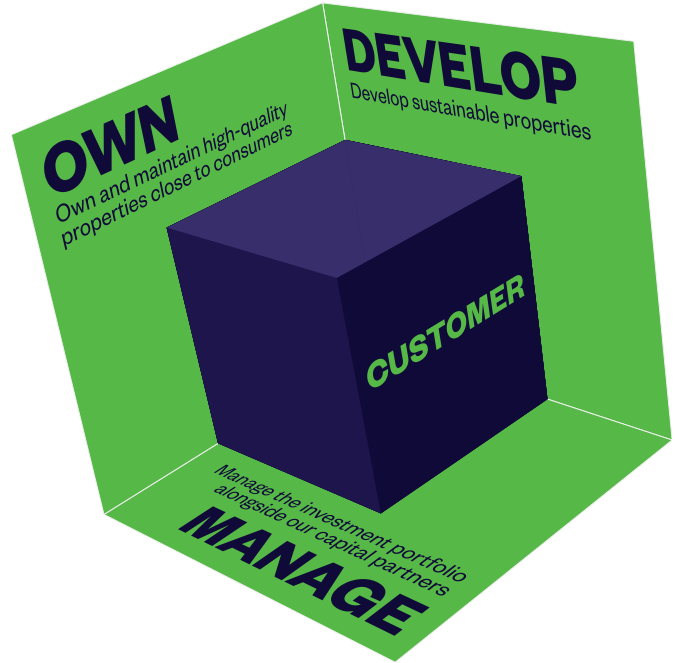 OWN
Own and maintain high-quality
properties close to consumers
DEVELOP
Develop sustainable properties
CUSTOMER
Manage the investment portfolio
alongside our capital partners
MANAGE